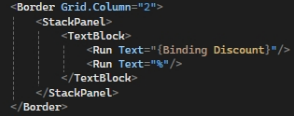 <Border Grid.Column="2">
<StackPanel>
<TextBlock>
<Run Text="{Binding Discount}"/>
<Run Text="%"/>
</TextBlock>
</StackPanel>
</Border>